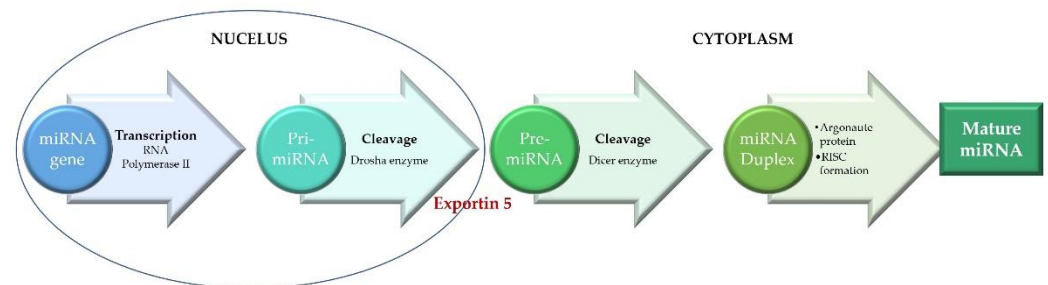 NUCELUS
CYTOPLASM
miRNA
gene
Transcription
RNA
Polymerase II
Pri-
miRNA
Cleavage
Drosha enzyme
Exportin 5
Pre-
miRNA
Cleavage
Dicer enzyme
miRNA
Duplex
•Argonaute
protein
•RISC
formation
Mature
miRNA